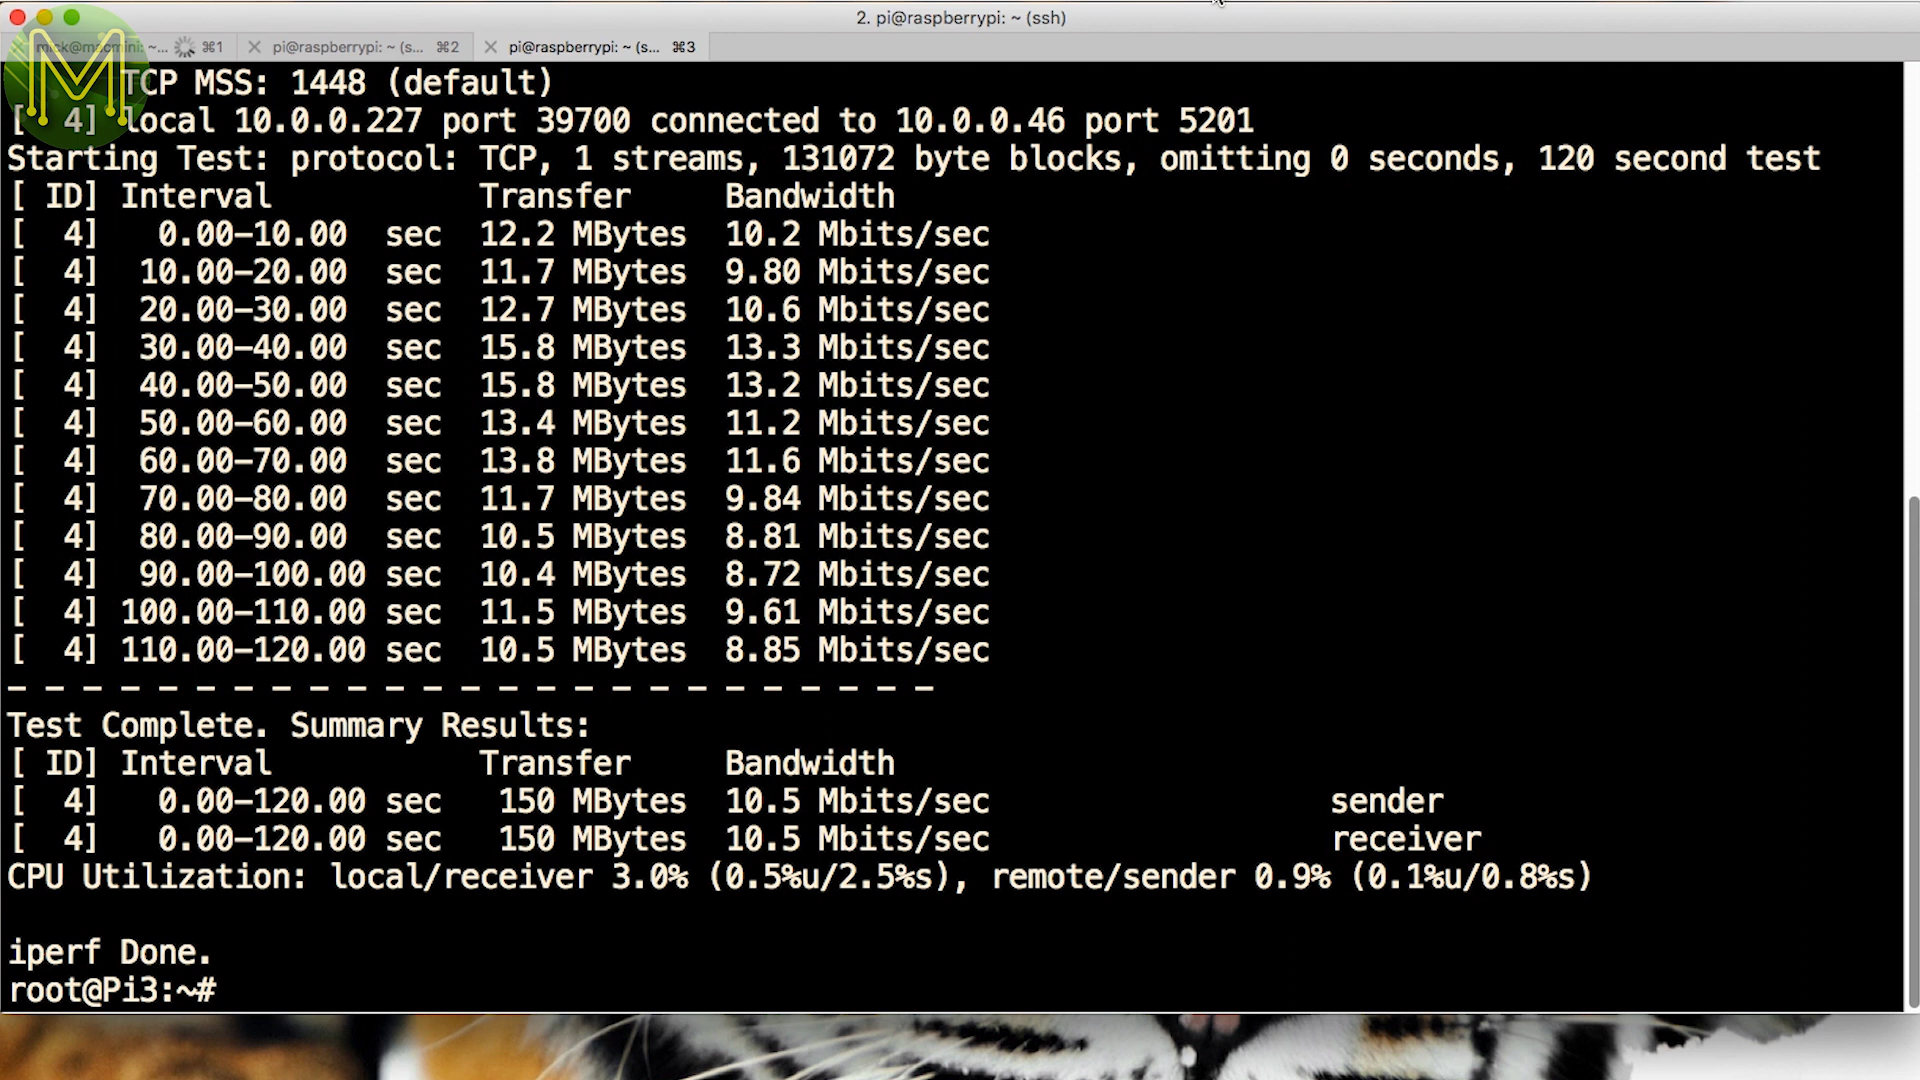 2. pi@raspberrypi: ~ (ssh)
mick@macmini: ~... ⌘1 pi@raspberrypi: ~ (s... ⌘2 pi@raspberrypi: ~ (s... ⌘3
M
TCP MSS: 1448 (default)
[  4] local 10.0.0.227 port 39700 connected to 10.0.0.46 port 5201
Starting Test: protocol: TCP, 1 streams, 131072 byte blocks, omitting 0 seconds, 120 second test
[ ID] Interval           Transfer     Bandwidth
[  4]   0.00-10.00  sec  12.2 MBytes  10.2 Mbits/sec
[  4]  10.00-20.00  sec  11.7 MBytes  9.80 Mbits/sec
[  4]  20.00-30.00  sec  12.7 MBytes  10.6 Mbits/sec
[  4]  30.00-40.00  sec  15.8 MBytes  13.3 Mbits/sec
[  4]  40.00-50.00  sec  15.8 MBytes  13.2 Mbits/sec
[  4]  50.00-60.00  sec  13.4 MBytes  11.2 Mbits/sec
[  4]  60.00-70.00  sec  13.8 MBytes  11.6 Mbits/sec
[  4]  70.00-80.00  sec  11.7 MBytes  9.84 Mbits/sec
[  4]  80.00-90.00  sec  10.5 MBytes  8.81 Mbits/sec
[  4]  90.00-100.00 sec  10.4 MBytes  8.72 Mbits/sec
[  4] 100.00-110.00 sec  11.5 MBytes  9.61 Mbits/sec
[  4] 110.00-120.00 sec  10.5 MBytes  8.85 Mbits/sec
- - - - - - - - - - - - - - - - - - - - - - - - -
Test Complete. Summary Results:
[ ID] Interval           Transfer     Bandwidth
[  4]   0.00-120.00 sec   150 MBytes  10.5 Mbits/sec                  sender
[  4]   0.00-120.00 sec   150 MBytes  10.5 Mbits/sec                  receiver
CPU Utilization: local/receiver 3.0% (0.5%u/2.5%s), remote/sender 0.9% (0.1%u/0.8%s)
iperf Done.
root@Pi3:~#